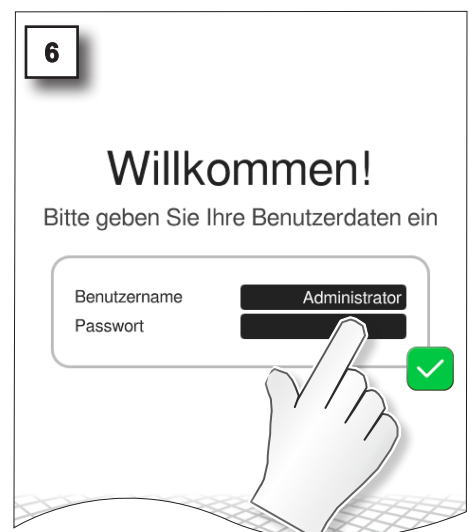 6
Willkommen!
Bitte geben Sie Ihre Benutzerdaten ein
Benutzername Administrator
Passwort